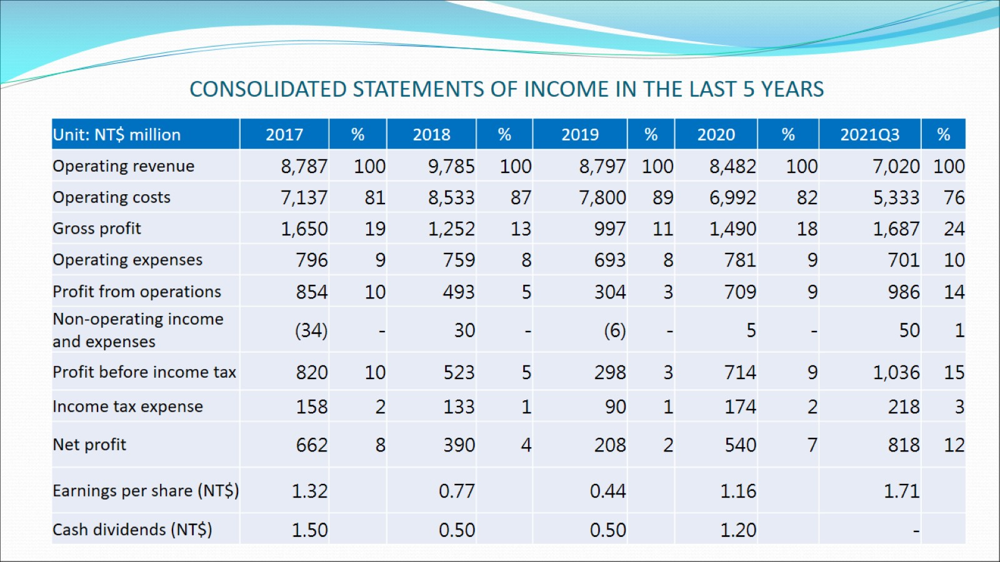 CONSOLIDATED STATEMENTS OF INCOME IN THE LAST 5 YEARS
Unit: NT$ million 2017 % 2018 % 2019 % 2020 % 2021Q3 %
Operating revenue 8,787 100 9,785 100 8,797 100 8,482 100 7,020 100
Operating costs 7,137 81 8,533 87 7,800 89 6,992 82 5,333 76
Gross profit 1,650 19 1,252 13 997 11 1,490 18 1,687 24
Operating expenses 796 9 759 8 693 8 781 9 701 10
Profit from operations 854 10 493 5 304 3 709 9 986 14
Non-operating income
and expenses (34) - 30 - (6) - 5 - 50 1
Profit before income tax 820 10 523 5 298 3 714 9 1,036 15
Income tax expense 158 2 133 1 90 1 174 2 218 3
Net profit 662 8 390 4 208 2 540 7 818 12
Earnings per share (NT$) 1.32 0.77 0.44 1.16 1.71
Cash dividends (NT$) 1.50 0.50 0.50 1.20 -